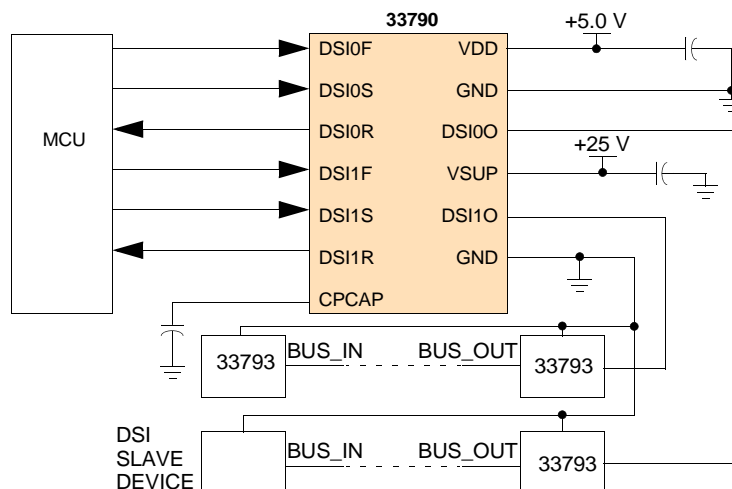 33790
+5.0 V
DSI0F
VDD
DSI0S
GND
MCU
DSI0R
DSI0O
+25 V
DSI1F
VSUP
DSI1S
DSI1O
DSI1R
GND
CPCAP
33793
BUS_IN
BUS_OUT
33793
DSI
SLAVE
DEVICE
BUS_IN
BUS_OUT
33793